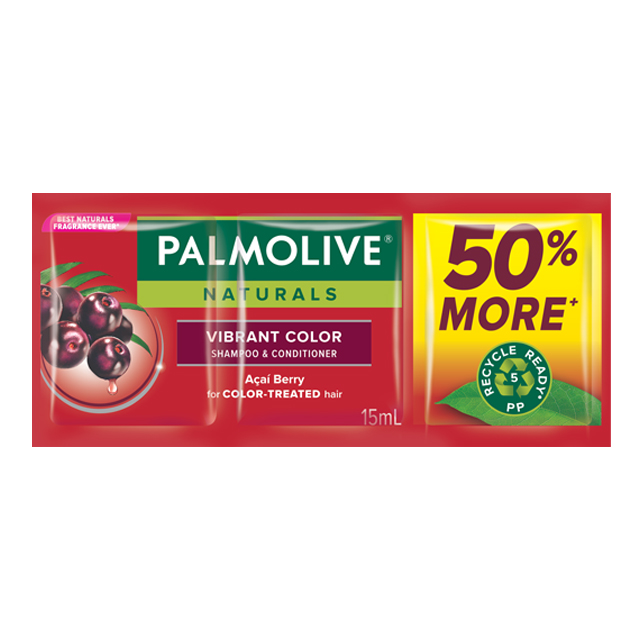 BEST NATURALS
FRAGRANCE EVER*
PALMOLIVE®
NATURALS
VIBRANT COLOR
SHAMPOO & CONDITIONER
Açaí Berry
for COLOR-TREATED hair
15mL
50%
MORE+
RECYCLE READY*
5
PP